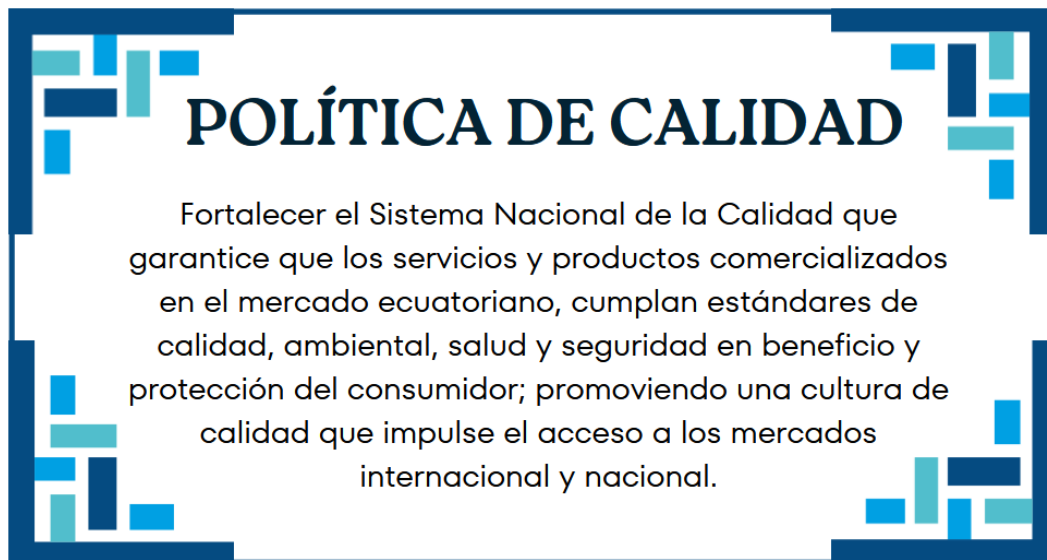 POLÍTICA DE CALIDAD
Fortalecer el Sistema Nacional de la Calidad que
garantice que los servicios y productos comercializados
en el mercado ecuatoriano, cumplan estándares de
calidad, ambiental, salud y seguridad en beneficio y
protección del consumidor; promoviendo una cultura de
calidad que impulse el acceso a los mercados
internacional y nacional.